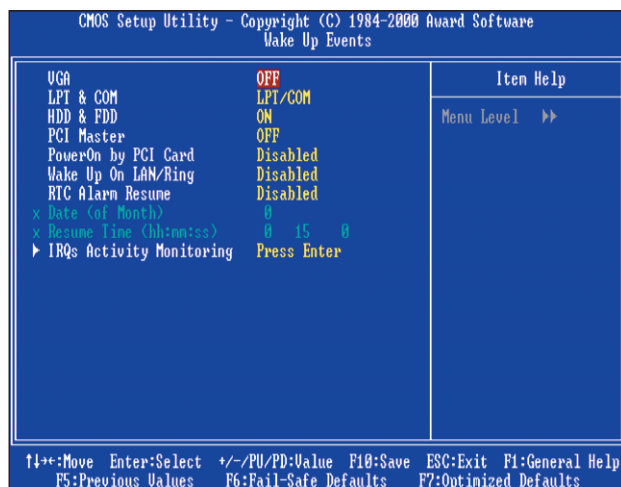 CMOS Setup Utility - Copyright (C) 1984-2000 Award Software
Wake Up Events
VGA OFF
LPT & COM LPT/COM
HDD & FDD ON
PCI Master OFF
PowerOn by PCI Card Disabled
Wake Up On LAN/Ring Disabled
RTC Alarm Resume Disabled
x Date (of Month) 0
x Resume Time (hh:mm:ss) 0 15 0
▶ IRQs Activity Monitoring Press Enter
Item Help
Menu Level ▶▶
↑↓→←:Move Enter:Select +/-/PU/PD:Value F10:Save ESC:Exit F1:General Help
F5:Previous Values F6:Fail-Safe Defaults F7:Optimized Defaults